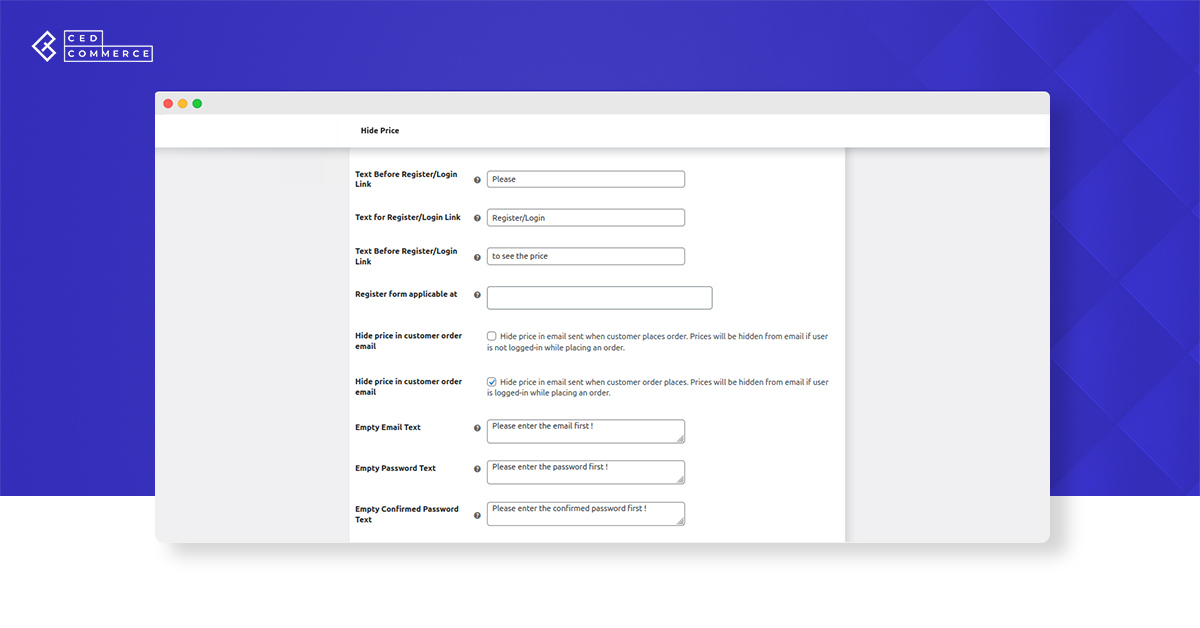 CED
COMMERCE
Hide Price
Text Before Register/Login
Link
Please
Text for Register/Login Link
Register/Login
Text Before Register/Login
Link
to see the price
Register form applicable at
Hide price in customer order
email
Hide price in email sent when customer places order. Prices will be hidden from email if user
is not logged-in while placing an order.
Hide price in customer order
email
Hide price in email sent when customer order places. Prices will be hidden from email if user
is logged-in while placing an order.
Empty Email Text
Please enter the email first !
Empty Password Text
Please enter the password first !
Empty Confirmed Password
Text
Please enter the confirmed password first !